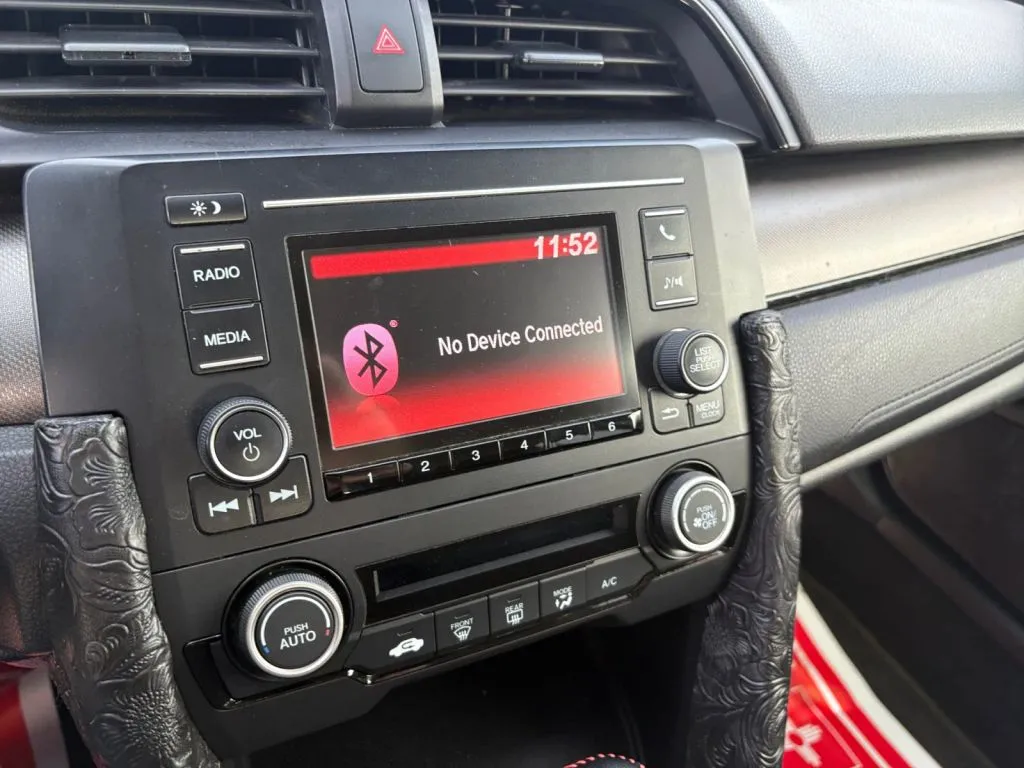 11:52
RADIO
MEDIA
No Device Connected
♪/
LIST
PUSH
SELECT
MENU
CLOCK
VOL
1 2 3 4 5 6
PUSH
ON/
OFF
PUSH
AUTO
FRONT
REAR
MODE
A/C